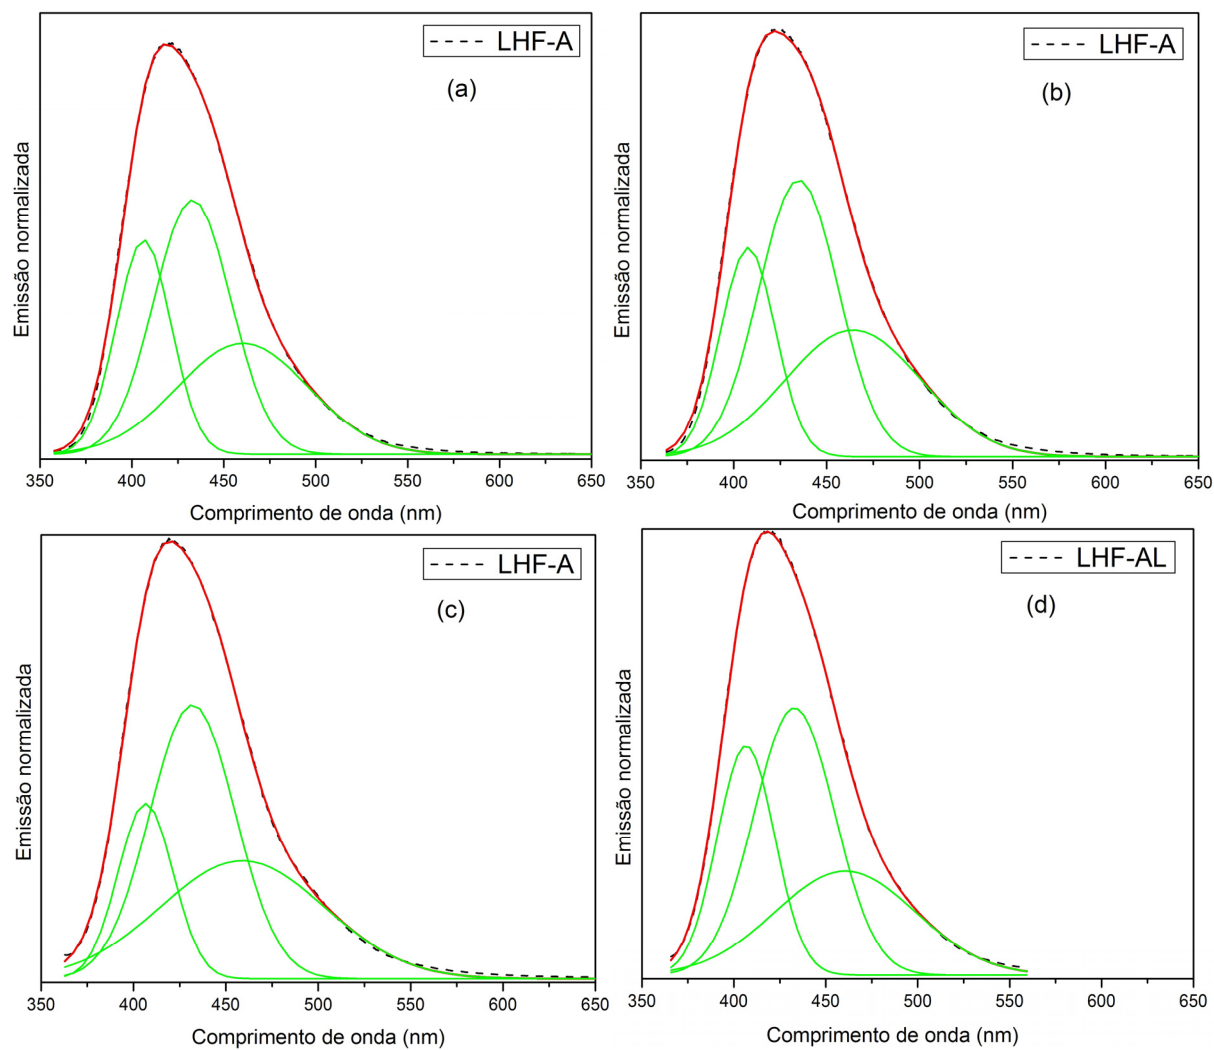 LHF-A
(a)
Emissão normalizada
350 400 450 500 550 600 650
Comprimento de onda (nm)
LHF-A
(b)
Emissão normalizada
350 400 450 500 550 600 650
Comprimento de onda (nm)
LHF-A
(c)
Emissão normalizada
350 400 450 500 550 600 650
Comprimento de onda (nm)
LHF-AL
(d)
Emissão normalizada
350 400 450 500 550 600 650
Comprimento de onda (nm)